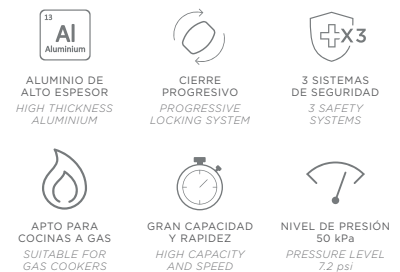 13
Al
Aluminium
X3
ALUMINIO DE
ALTO ESPESOR
HIGH THICKNESS
ALUMINIUM
CIERRE
PROGRESIVO
PROGRESSIVE
LOCKING SYSTEM
3 SISTEMAS
DE SEGURIDAD
3 SAFETY
SYSTEMS
APTO PARA
COCINAS A GAS
SUITABLE FOR
GAS COOKERS
GRAN CAPACIDAD
Y RAPIDEZ
HIGH CAPACITY
AND SPEED
NIVEL DE PRESIÓN
50 kPa
PRESSURE LEVEL
7.2 psi